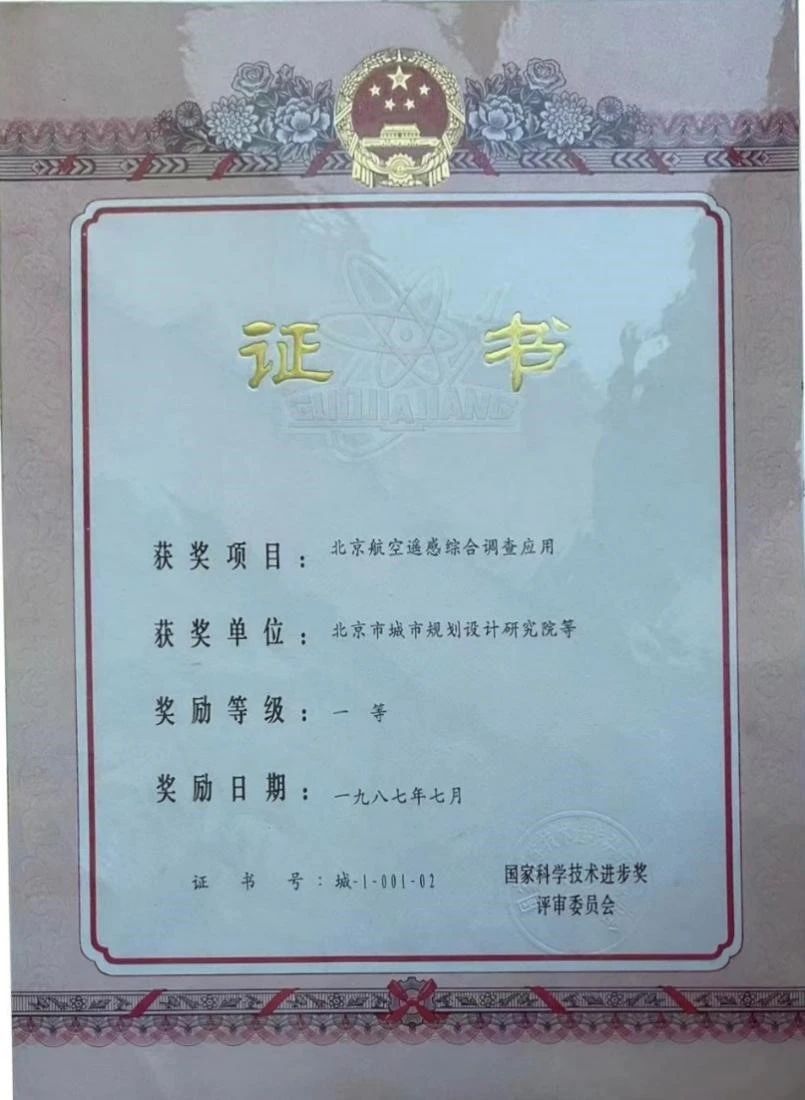 证书
GUOJIAJIANG
获奖项目：北京航空遥感综合调查应用
获奖单位：北京市城市规划设计研究院等
奖励等级：一等
奖励日期：一九八七年七月
证书号：城-1-001-02
国家科学技术进步奖
评审委员会